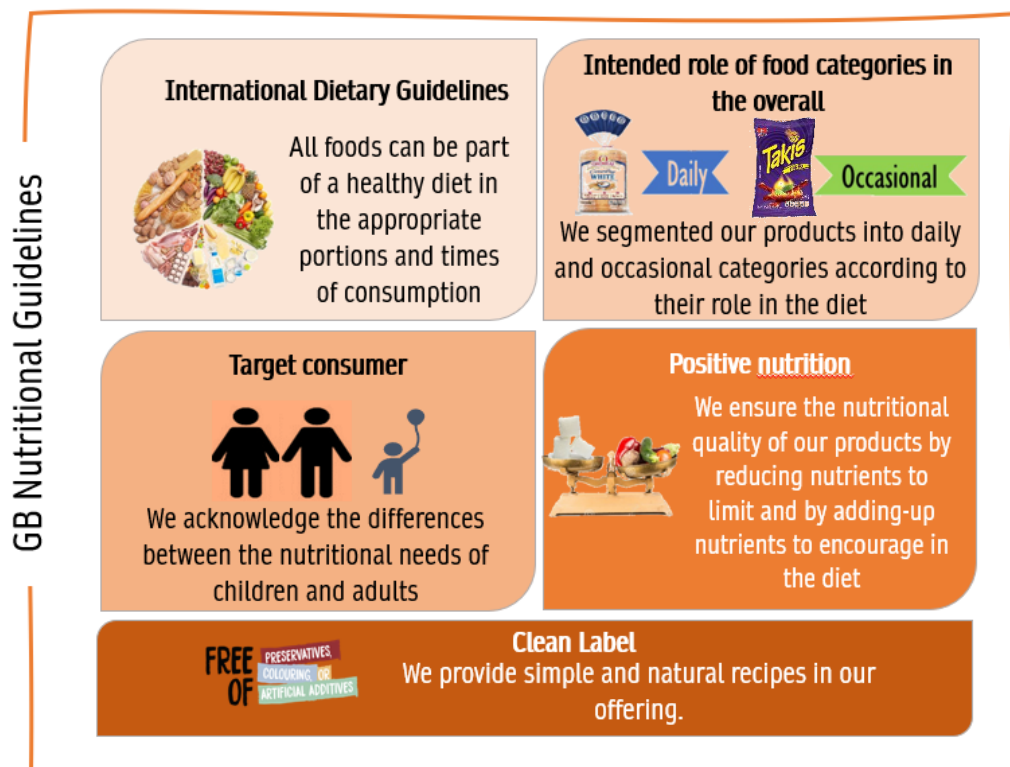 GB Nutritional Guidelines
International Dietary Guidelines
All foods can be part
of a healthy diet in
the appropriate
portions and times
of consumption
Intended role of food categories in
the overall
WHITE
Daily
Takis
Occasional
We segmented our products into daily
and occasional categories according to
their role in the diet
Target consumer
We acknowledge the differences
between the nutritional needs of
children and adults
Positive nutrition
We ensure the nutritional
quality of our products by
reducing nutrients to
limit and by adding-up
nutrients to encourage in
the diet
FREE
OF
PRESERVATIVES,
COLOURING, OR
ARTIFICIAL ADDITIVES
Clean Label
We provide simple and natural recipes in our
offering.